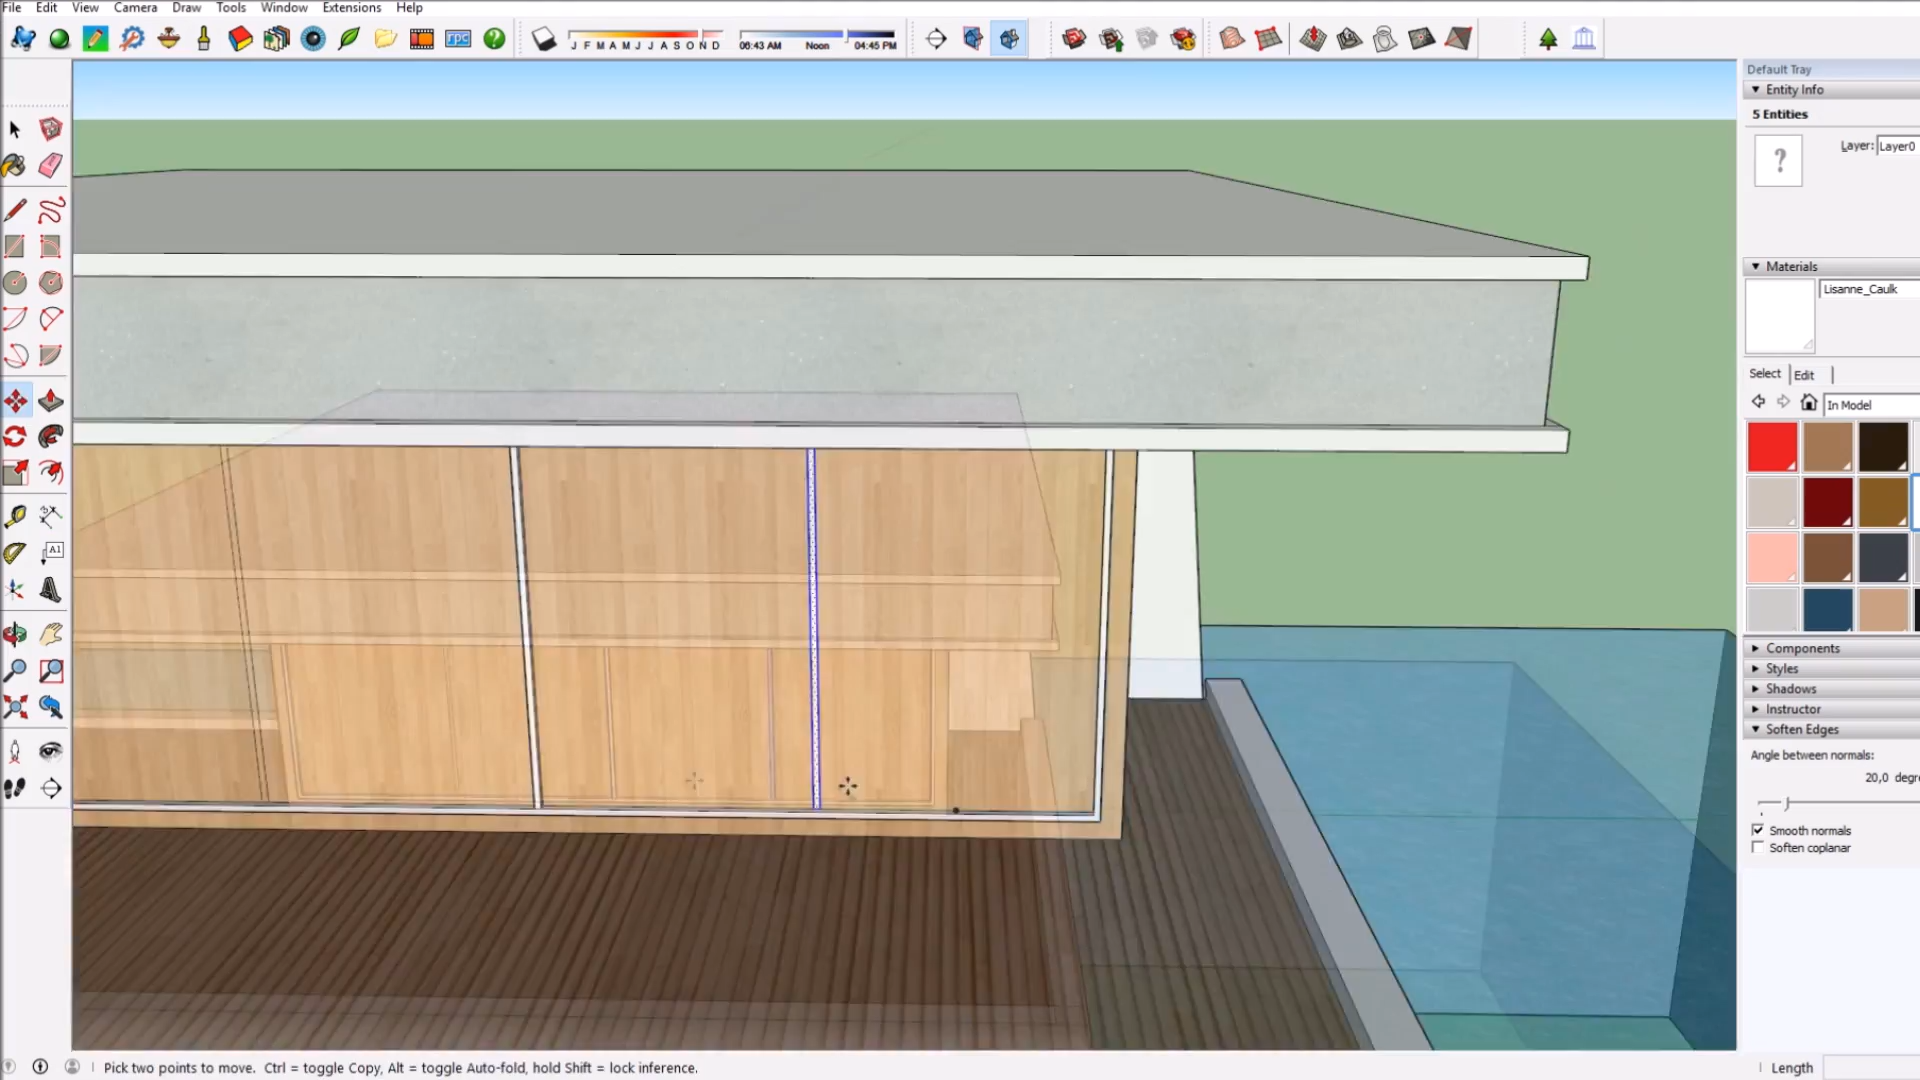 File Edit View Camera Draw Tools Window Extensions Help
J F M A M J J A S O N D
06:43 AM Noon 04:45 PM
rpc
Default Tray
Entity Info
5 Entities
Layer: Layer0
Materials
Lisanne_Caulk
Select Edit
In Model
A1
Components
Styles
Shadows
Instructor
Soften Edges
Angle between normals:
20,0
Smooth normals
Soften coplanar
Pick two points to move. Ctrl = toggle Copy, Alt = toggle Auto-fold, hold Shift = lock inference.
Length